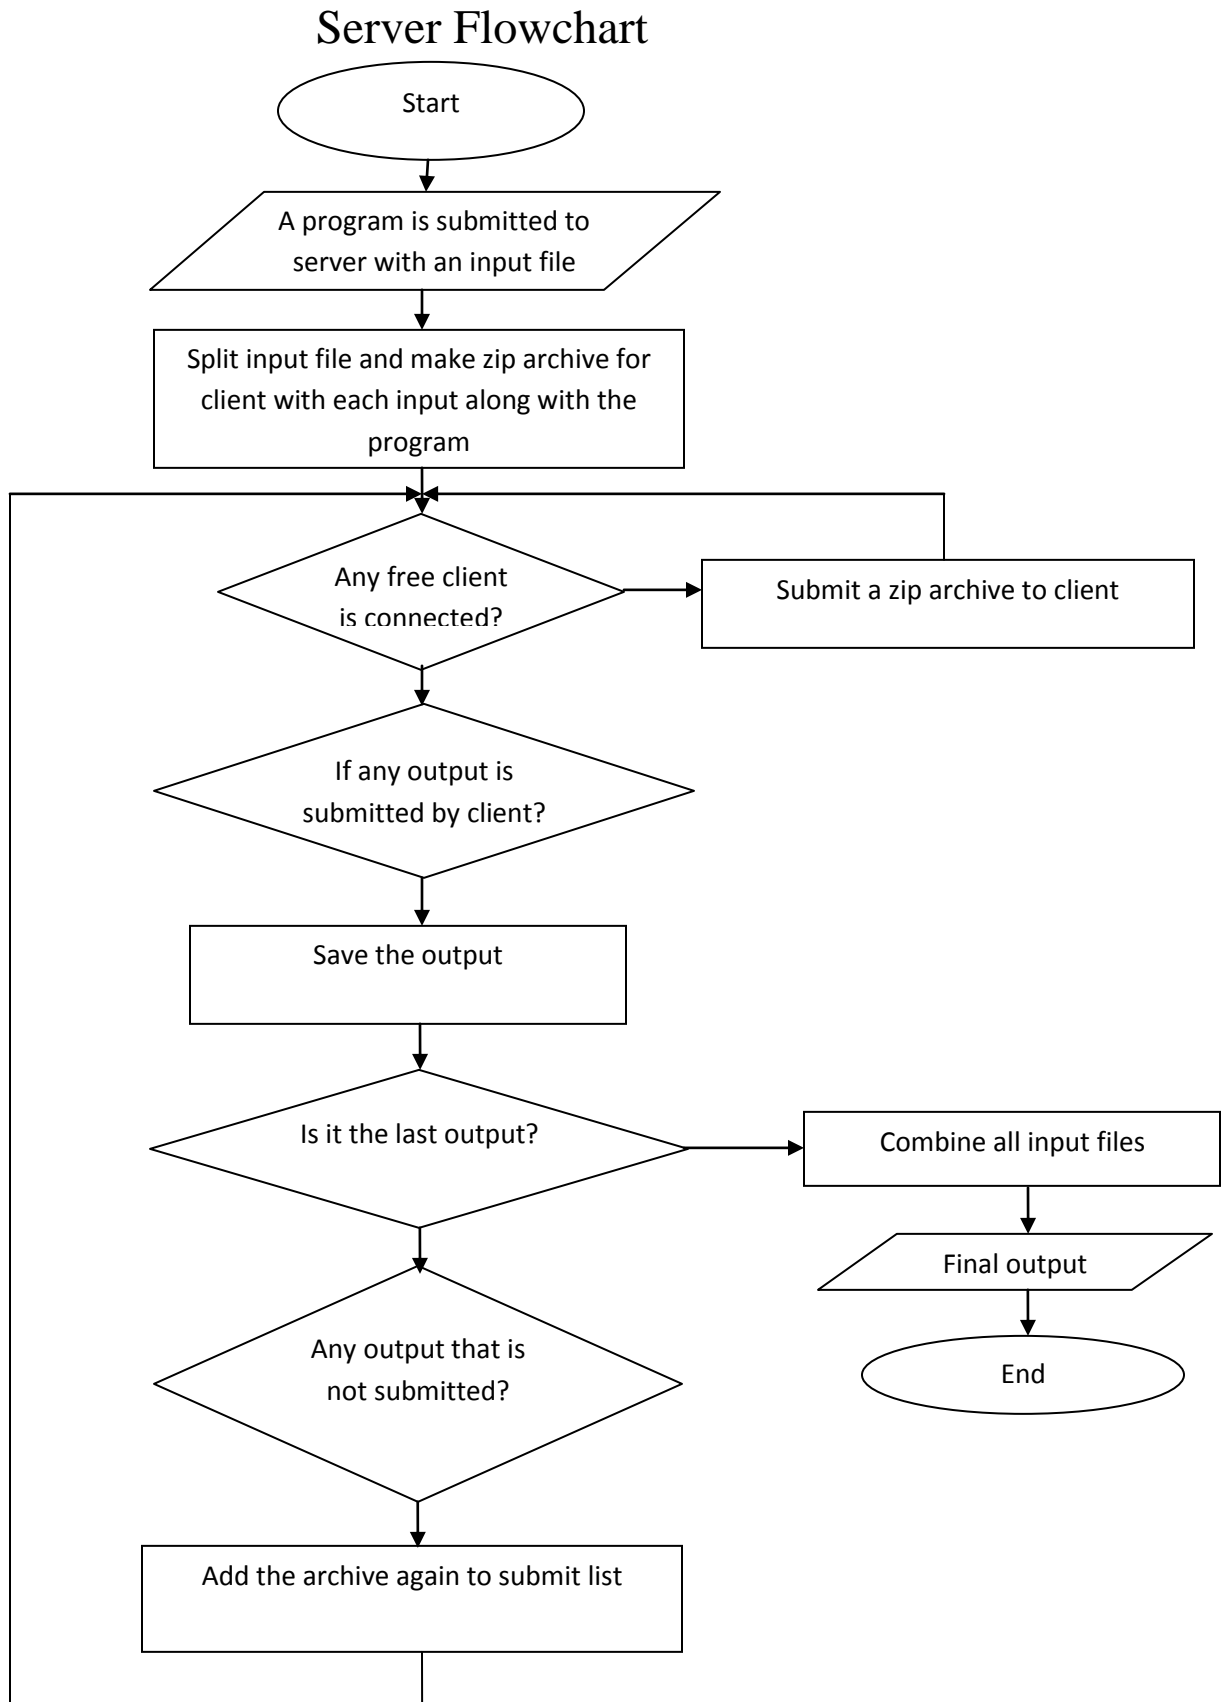 Server Flowchart
Start
A program is submitted to
server with an input file
Split input file and make zip archive for
client with each input along with the
program
Any free client
is connected?
Submit a zip archive to client
If any output is
submitted by client?
Save the output
Is it the last output?
Combine all input files
Final output
Any output that is
not submitted?
End
Add the archive again to submit list